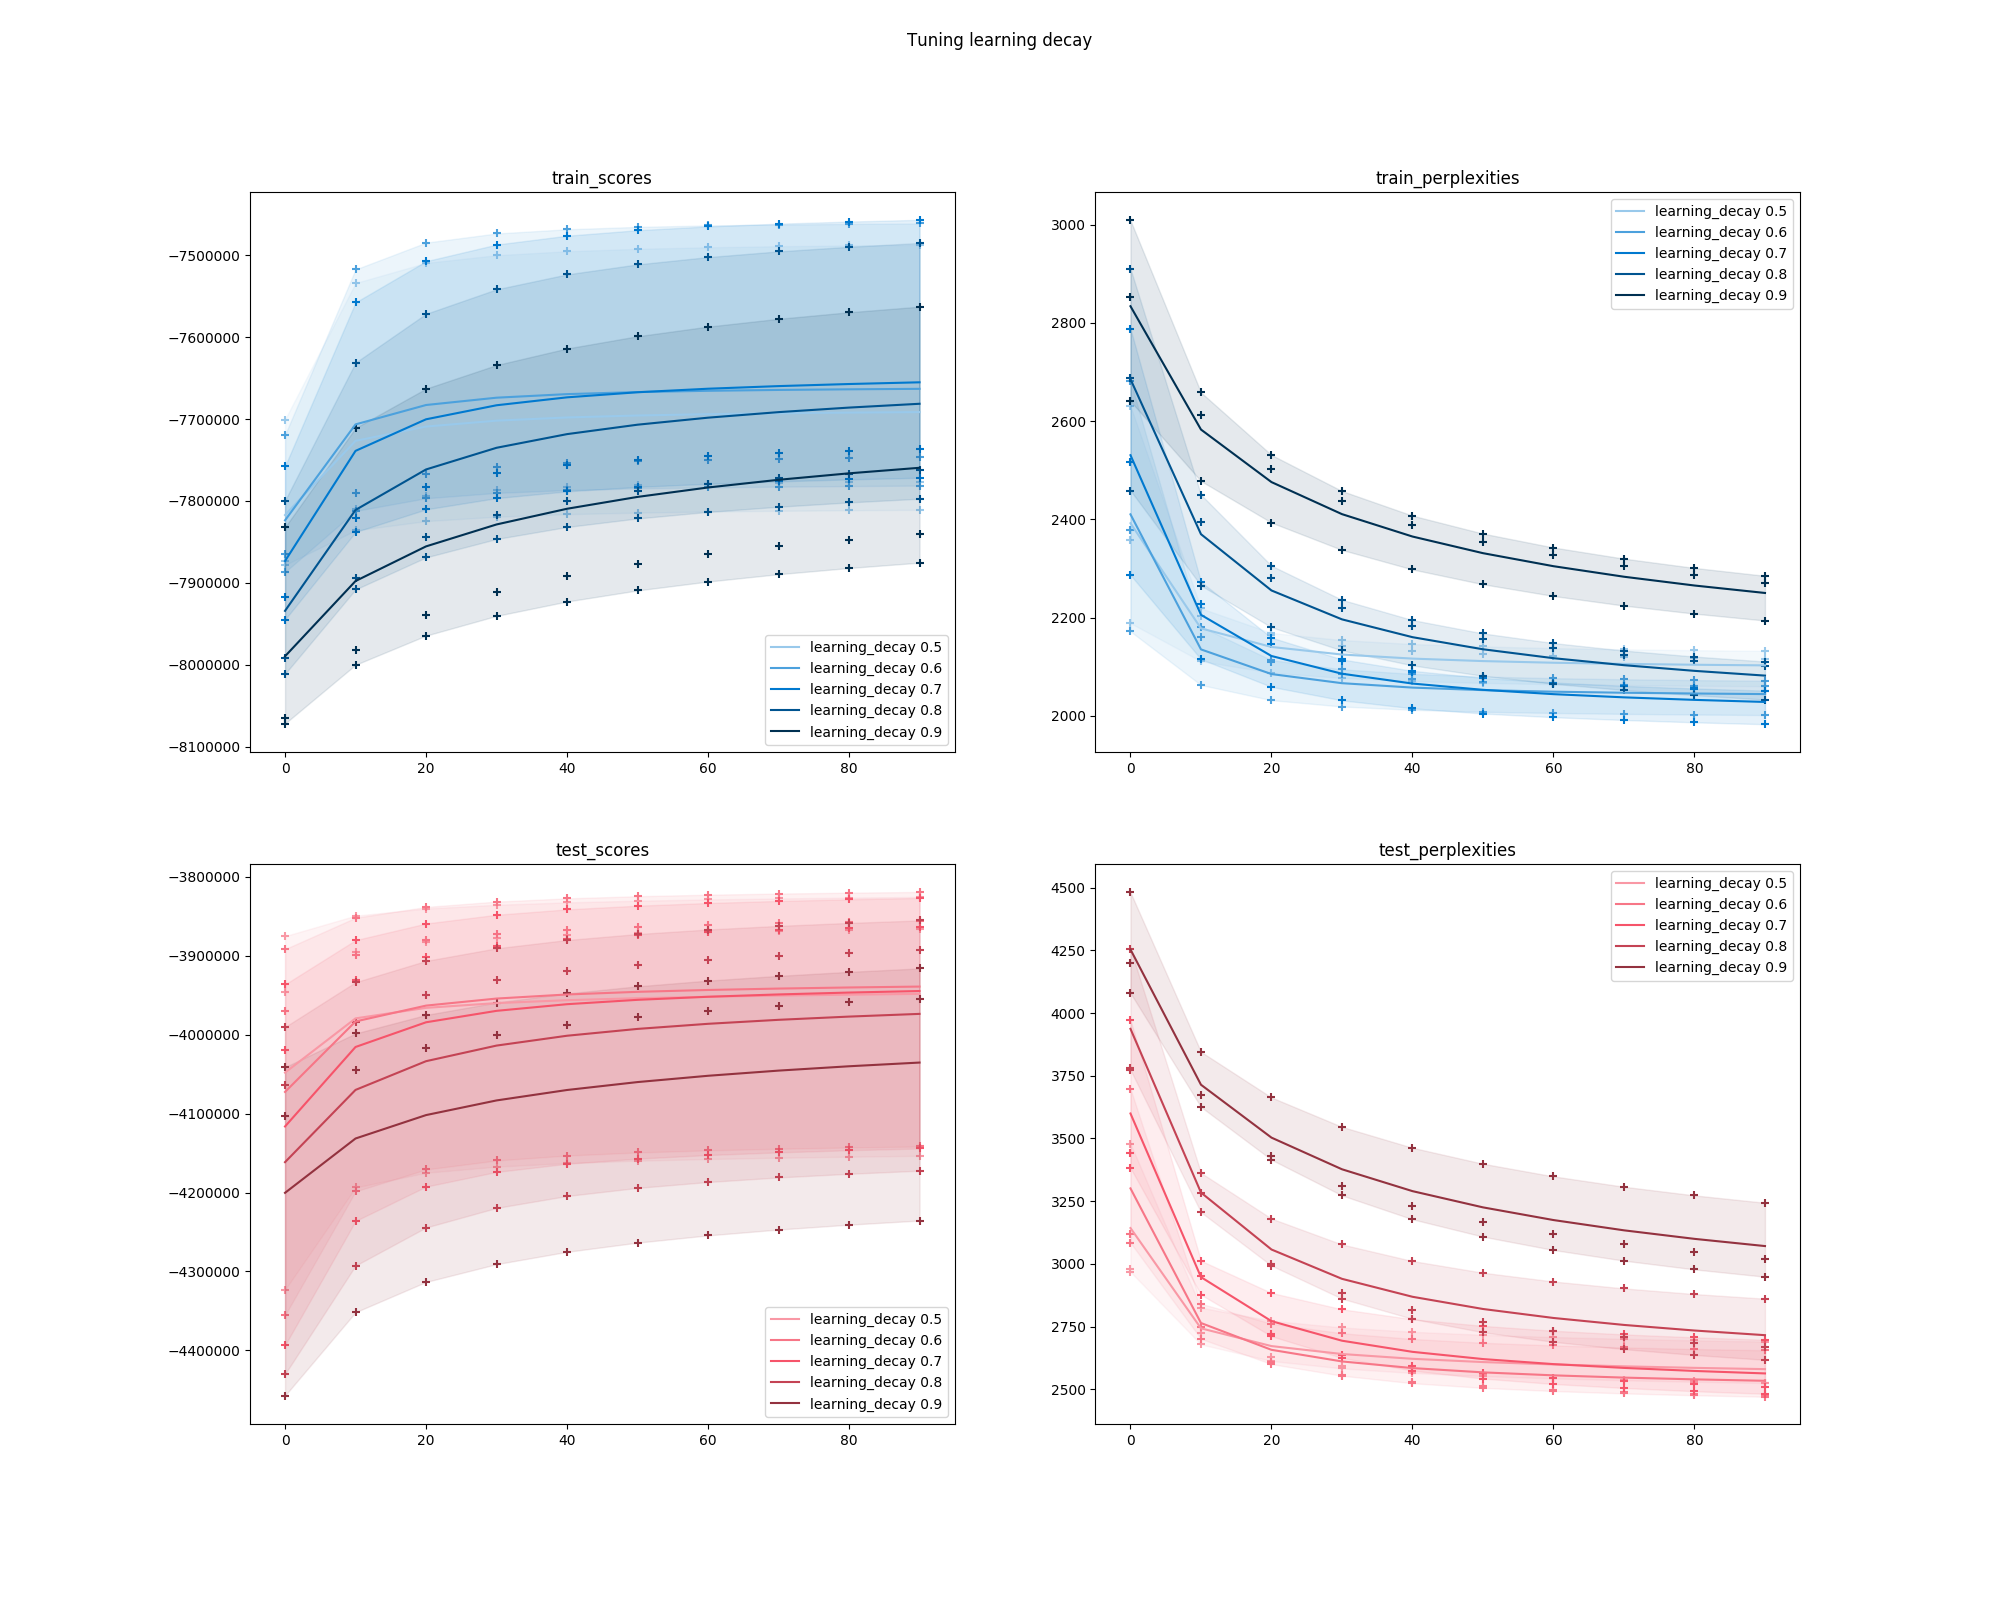 Tuning learning decay
train_scores
−7500000
−7600000
−7700000
−7800000
−7900000
−8000000
−8100000
0 20 40 60 80
learning_decay 0.5
learning_decay 0.6
learning_decay 0.7
learning_decay 0.8
learning_decay 0.9
train_perplexities
3000
2800
2600
2400
2200
2000
0 20 40 60 80
learning_decay 0.5
learning_decay 0.6
learning_decay 0.7
learning_decay 0.8
learning_decay 0.9
test_scores
−3800000
−3900000
−4000000
−4100000
−4200000
−4300000
−4400000
0 20 40 60 80
learning_decay 0.5
learning_decay 0.6
learning_decay 0.7
learning_decay 0.8
learning_decay 0.9
test_perplexities
4500
4250
4000
3750
3500
3250
3000
2750
2500
0 20 40 60 80
learning_decay 0.5
learning_decay 0.6
learning_decay 0.7
learning_decay 0.8
learning_decay 0.9